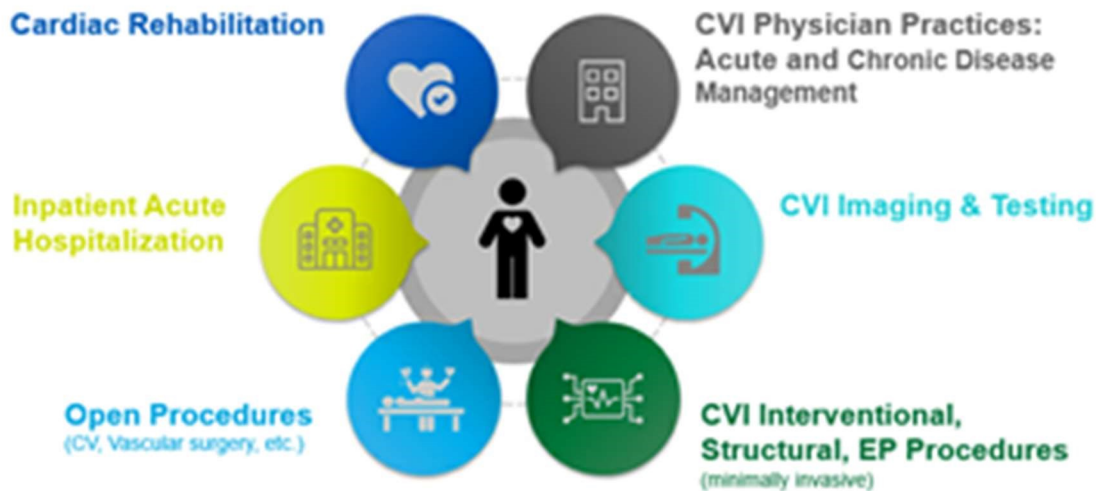 Cardiac Rehabilitation
CVI Physician Practices:
Acute and Chronic Disease
Management
Inpatient Acute
Hospitalization
CVI Imaging & Testing
Open Procedures
(CV, Vascular surgery, etc.)
CVI Interventional,
Structural, EP Procedures
(minimally invasive)